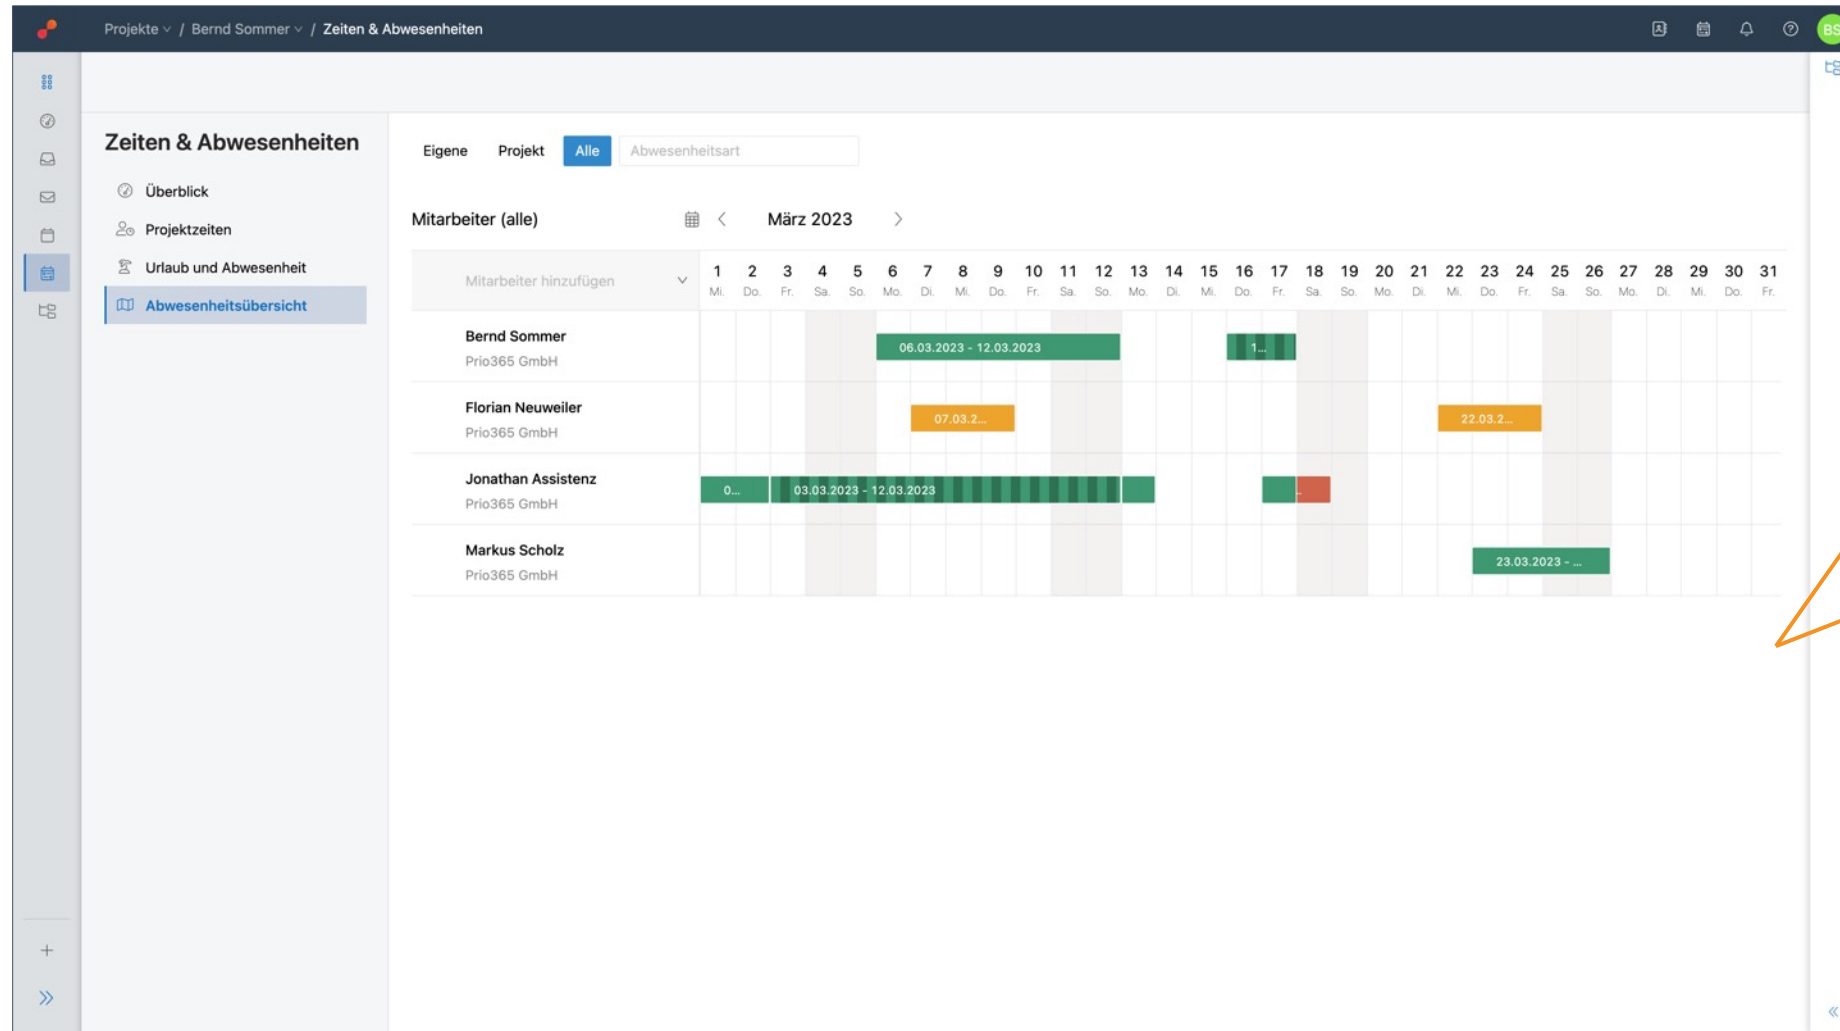 Projekte / Bernd Sommer / Zeiten & Abwesenheiten
BS
Zeiten & Abwesenheiten
Überblick
Projektzeiten
Urlaub und Abwesenheit
Abwesenheitsübersicht
Eigene Projekt Alle Abwesenheitsart
Mitarbeiter (alle) März 2023
Mitarbeiter hinzufügen
1 2 3 4 5 6 7 8 9 10 11 12 13 14 15 16 17 18 19 20 21 22 23 24 25 26 27 28 29 30 31
Mi. Do. Fr. Sa. So. Mo. Di. Mi. Do. Fr. Sa. So. Mo. Di. Mi. Do. Fr. Sa. So. Mo. Di. Mi. Do. Fr. Sa. So. Mo. Di. Mi. Do. Fr.
Bernd Sommer
Prio365 GmbH
06.03.2023 - 12.03.2023 1...
Florian Neuweiler
Prio365 GmbH
07.03.2... 22.03.2...
Jonathan Assistenz
Prio365 GmbH
0... 03.03.2023 - 12.03.2023
Markus Scholz
Prio365 GmbH
23.03.2023 - ...